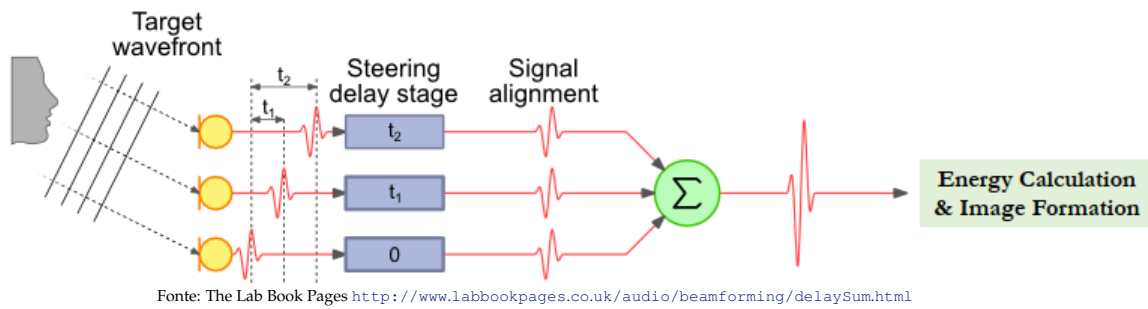 Target
wavefront
t₂
t₁
Steering
delay stage
t₂
t₁
0
Signal
alignment
Σ
Energy Calculation
& Image Formation
Fonte: The Lab Book Pages http://www.labbookpages.co.uk/audio/beamforming/delaySum.html